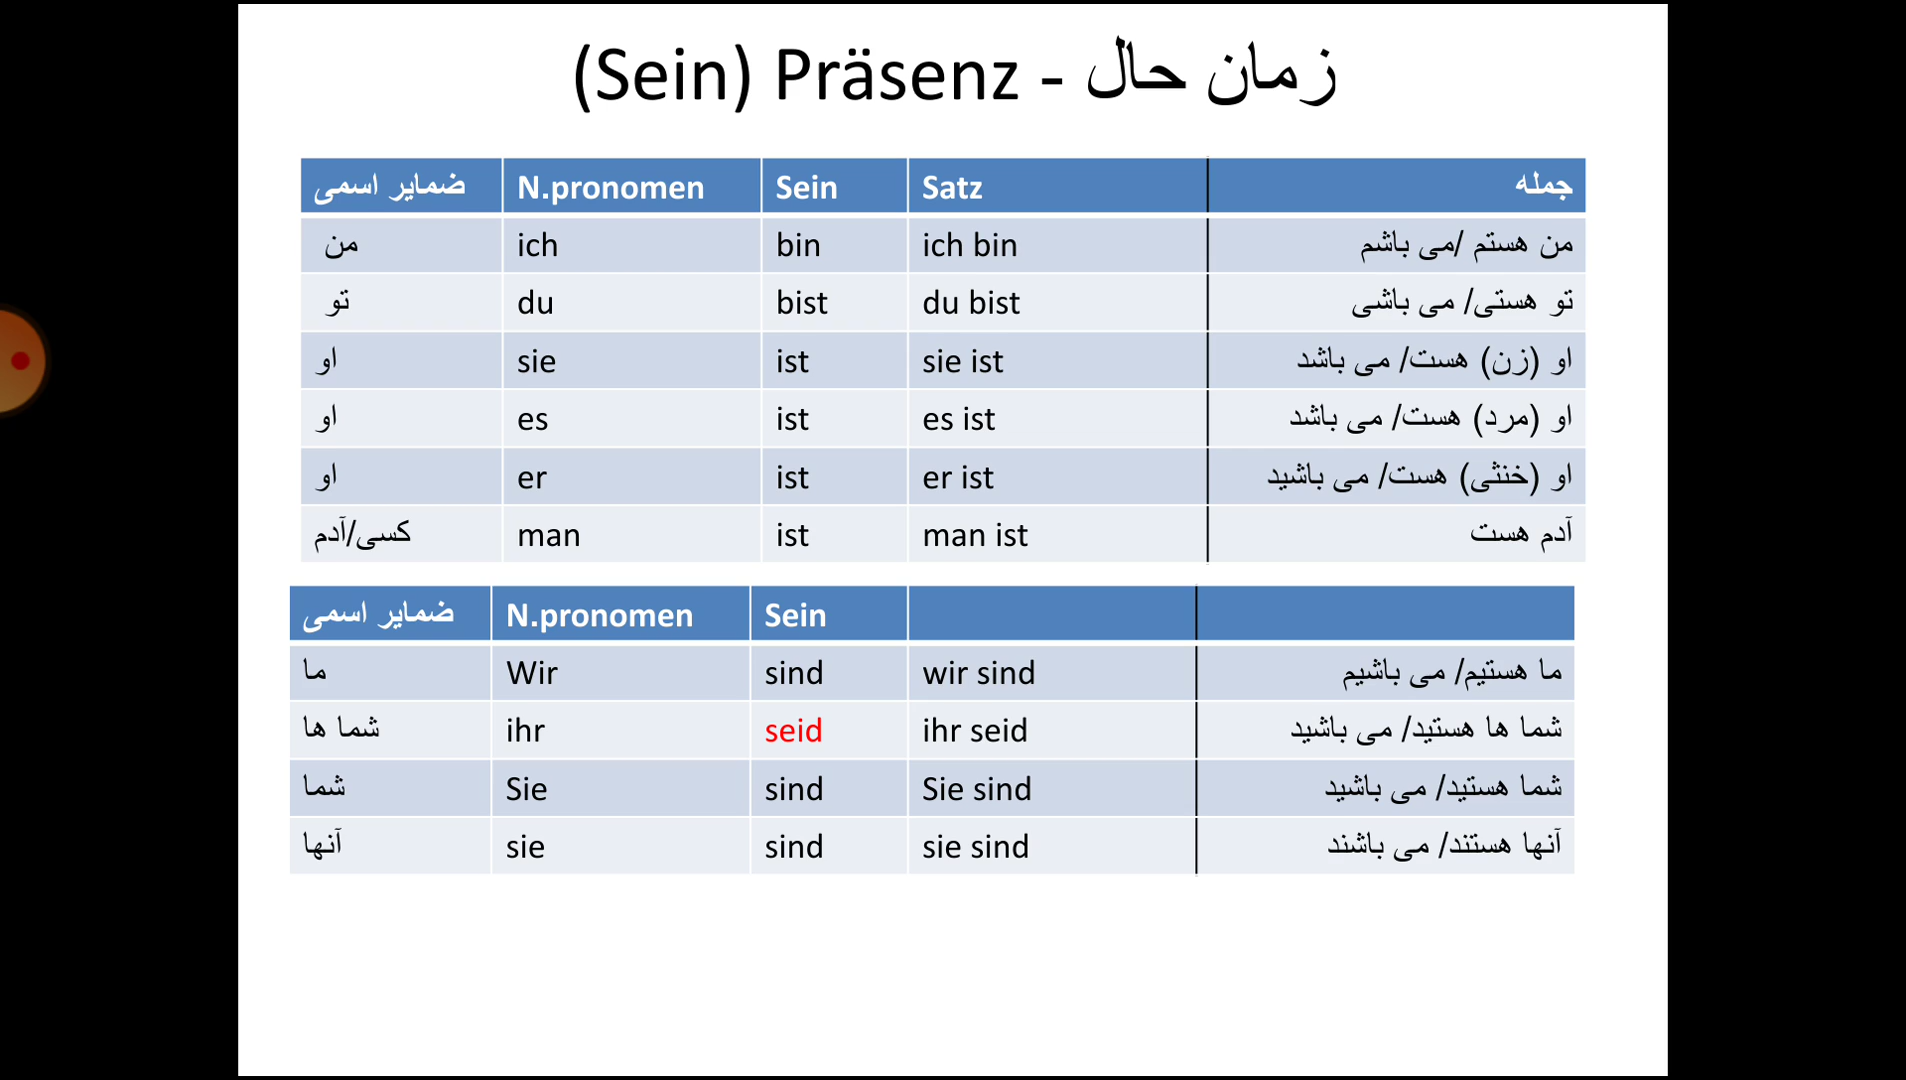 (Sein) Präsenz - زمان حال
ضمایر اسمی N.pronomen Sein Satz جمله
من ich bin ich bin من هستم /می باشم
تو du bist du bist تو هستی/ می باشی
او sie ist sie ist او (زن) هست/ می باشد
او es ist es ist او (مرد) هست/ می باشد
او er ist er ist او (خنثی) هست/ می باشید
کسی/آدم man ist man ist آدم هست
ضمایر اسمی N.pronomen Sein
ما Wir sind wir sind ما هستیم/ می باشیم
شما ها ihr seid ihr seid شما ها هستید/ می باشید
شما Sie sind Sie sind شما هستید/ می باشید
آنها sie sind sie sind آنها هستند/ می باشند